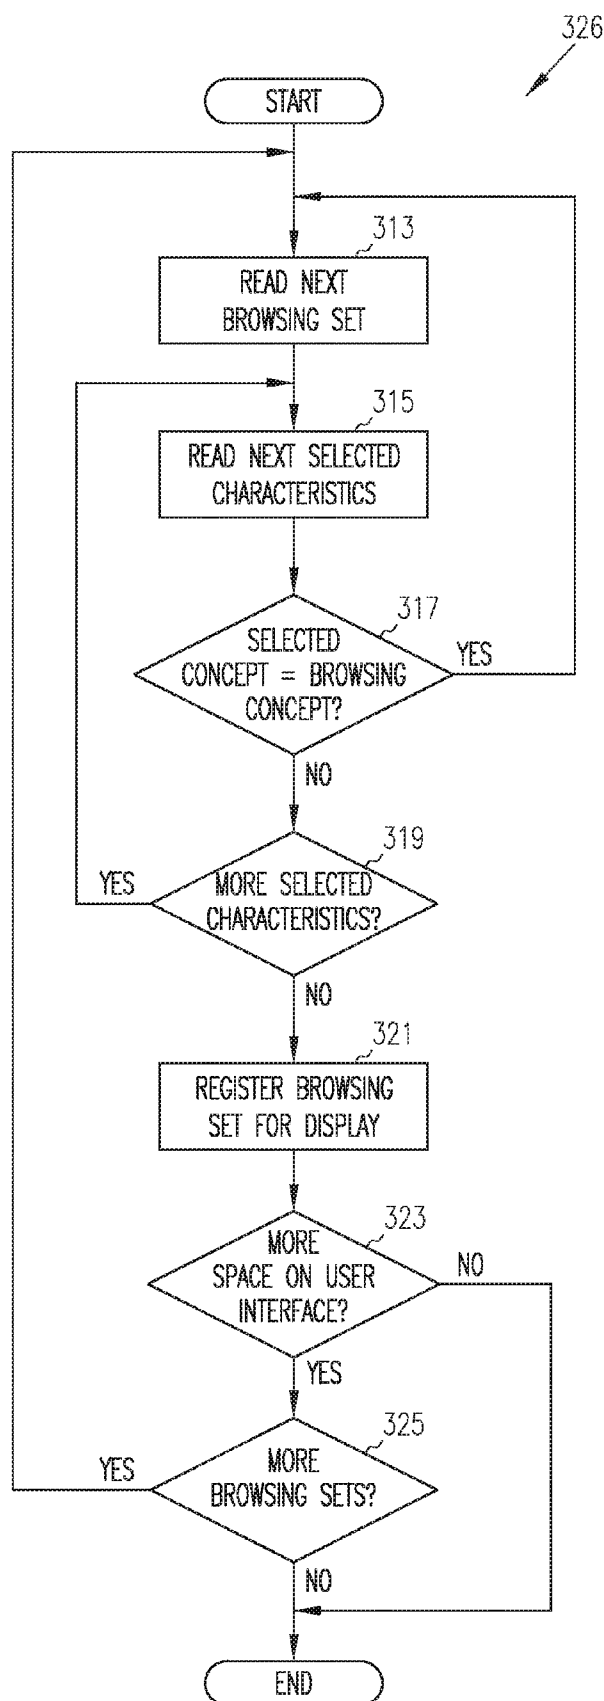 326
START
313
READ NEXT
BROWSING SET
315
READ NEXT SELECTED
CHARACTERISTICS
317
SELECTED
CONCEPT = BROWSING
CONCEPT?
YES
NO
319
MORE SELECTED
CHARACTERISTICS?
YES
NO
321
REGISTER BROWSING
SET FOR DISPLAY
323
MORE
SPACE ON USER
INTERFACE?
NO
YES
325
MORE
BROWSING SETS?
YES
NO
END